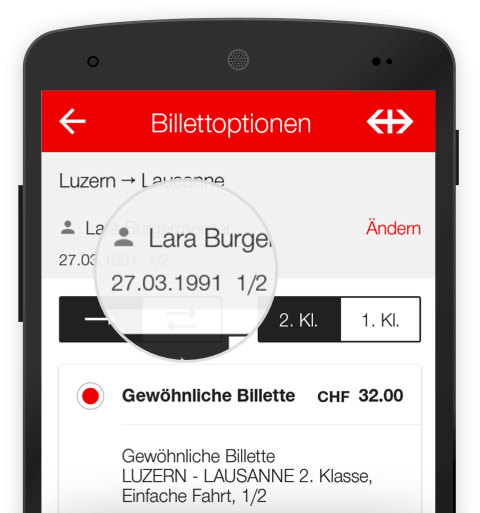 Billettoptionen
Luzern → Lausanne
Lara Burger
Ändern
27.03.1991 1/2
2. Kl.
1. Kl.
Gewöhnliche Billette CHF 32.00
Gewöhnliche Billette
LUZERN - LAUSANNE 2. Klasse,
Einfache Fahrt, 1/2